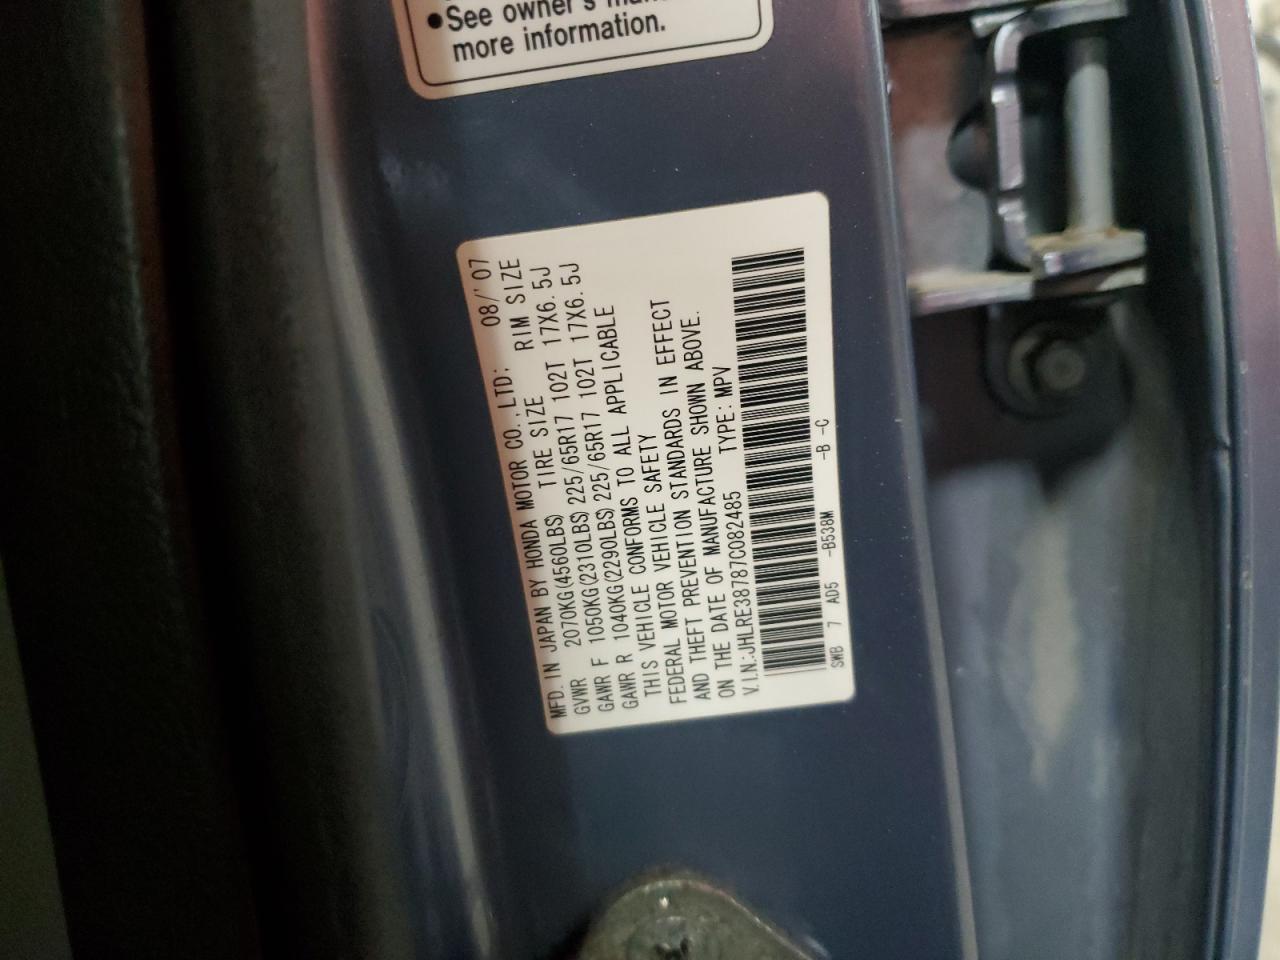 ●See owner's
more information.
MFD. IN JAPAN BY HONDA MOTOR CO., LTD. 08/'07
GVWR 2070KG(4560LBS) TIRE SIZE RIM SIZE
GAWR F 1050KG(2310LBS) 225/65R17 102T 17X6.5J
GAWR R 1040KG(2290LBS) 225/65R17 102T 17X6.5J
THIS VEHICLE CONFORMS TO ALL APPLICABLE
FEDERAL MOTOR VEHICLE SAFETY
AND THEFT PREVENTION STANDARDS IN EFFECT
ON THE DATE OF MANUFACTURE SHOWN ABOVE.
V.I.N.:JHLRE38787C082485 TYPE: MPV
SWB 7 AD5 -B538M -B -C